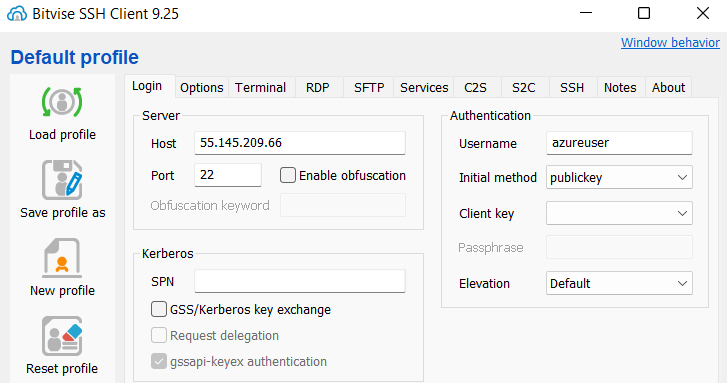 Bitvise SSH Client 9.25
Window behavior
Default profile
Load profile
Save profile as
New profile
Reset profile
Login Options Terminal RDP SFTP Services C2S S2C SSH Notes About
Server
Host 55.145.209.66
Port 22 Enable obfuscation
Obfuscation keyword
Kerberos
SPN
GSS/Kerberos key exchange
Request delegation
gssapi-keyex authentication
Authentication
Username azureuser
Initial method publickey
Client key
Passphrase
Elevation Default